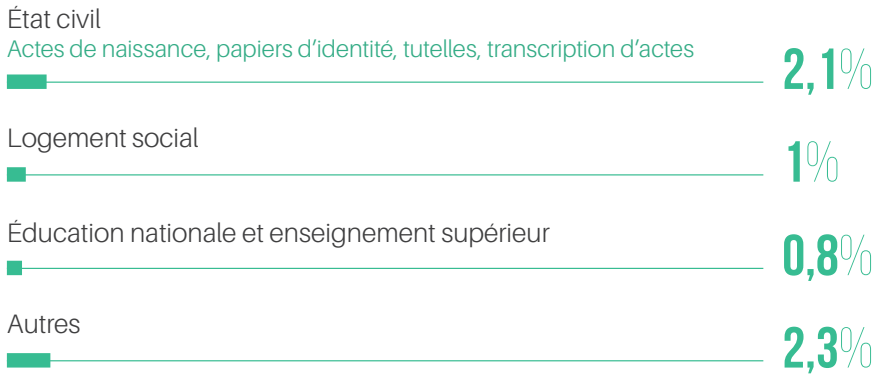 État civil
Actes de naissance, papiers d’identité, tutelles, transcription d’actes
2,1%
Logement social
1%
Éducation nationale et enseignement supérieur
0,8%
Autres
2,3%